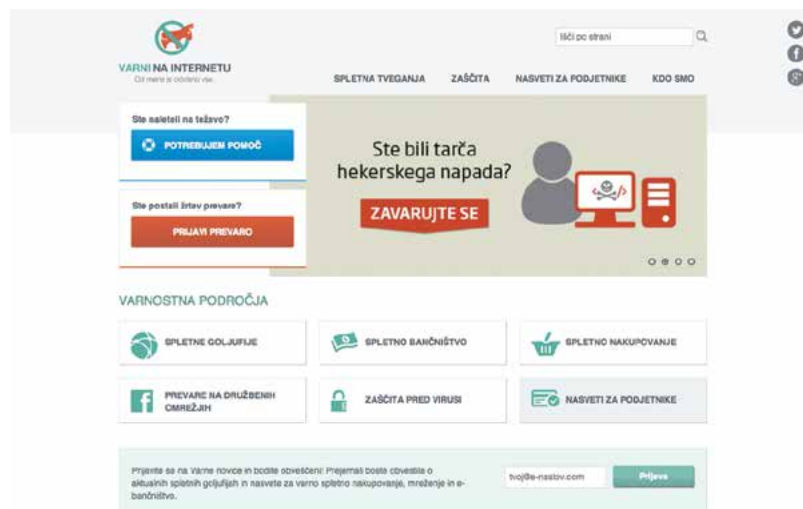 VARNI NA INTERNETU
Od mene je odvisno vse.
Išči po strani
SPLETNA TVEGANJA ZAŠČITA NASVETI ZA PODJETNIKE KDO SMO
Ste naleteli na težavo?
POTREBUJEM POMOČ
Ste postali žrtev prevare?
PRIJAVI PREVARO
Ste bili tarča
hekerskega napada?
ZAVARUJTE SE
VARNOSTNA PODROČJA
SPLETNE GOLJUFIJE
SPLETNO BANČNIŠTVO
SPLETNO NAKUPOVANJE
PREVARE NA DRUŽBENIH
OMREŽJIH
ZAŠČITA PRED VIRUSI
NASVETI ZA PODJETNIKE
Prijavite se na Varne novice in bodite obveščeni! Prejemali boste obvestila o
aktualnih spletnih goljufijah in nasvete za varno spletno nakupovanje, mreženje in e-
bančništvo.
tvoj@e-naslov.com
Prijava